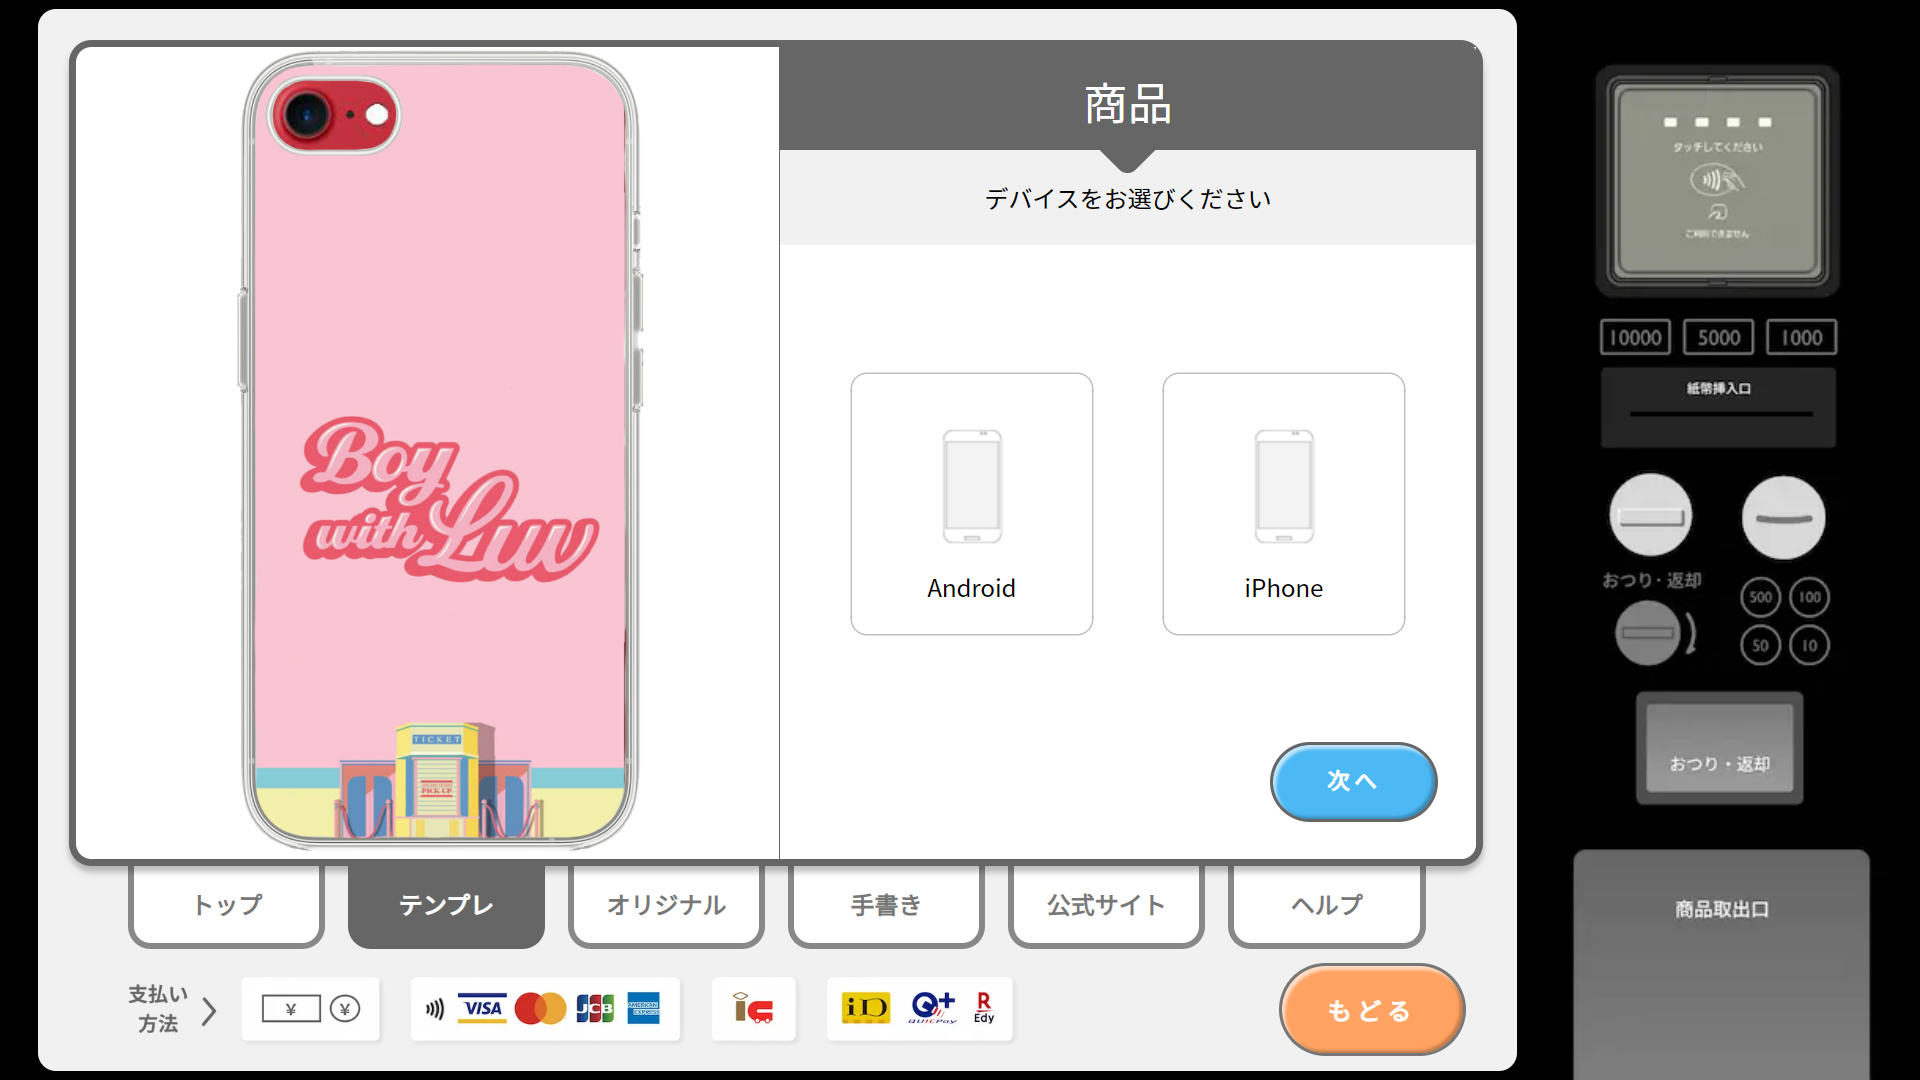 Boy
with Luv
TICKET
PICK UP
商品
デバイスをお選びください
Android
iPhone
次へ
トップ
テンプレ
オリジナル
手書き
公式サイト
ヘルプ
支払い
方法
¥
¥
VISA
JCB
AMERICAN
EXPRESS
ic
iD
Q+
QUICPay
R
Edy
もどる
タッチしてください
ご利用できません
10000
5000
1000
紙幣挿入口
おつり・返却
500
100
50
10
おつり・返却
商品取出口